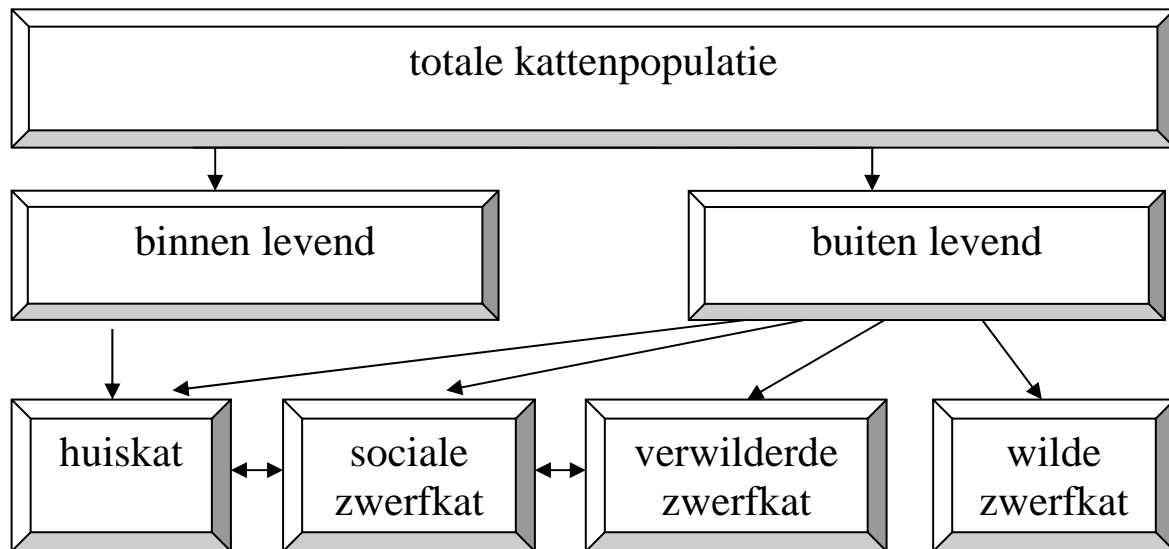 totale kattenpopulatie
binnen levend
buiten levend
huiskat
sociale
zwerfkat
verwilderde
zwerfkat
wilde
zwerfkat